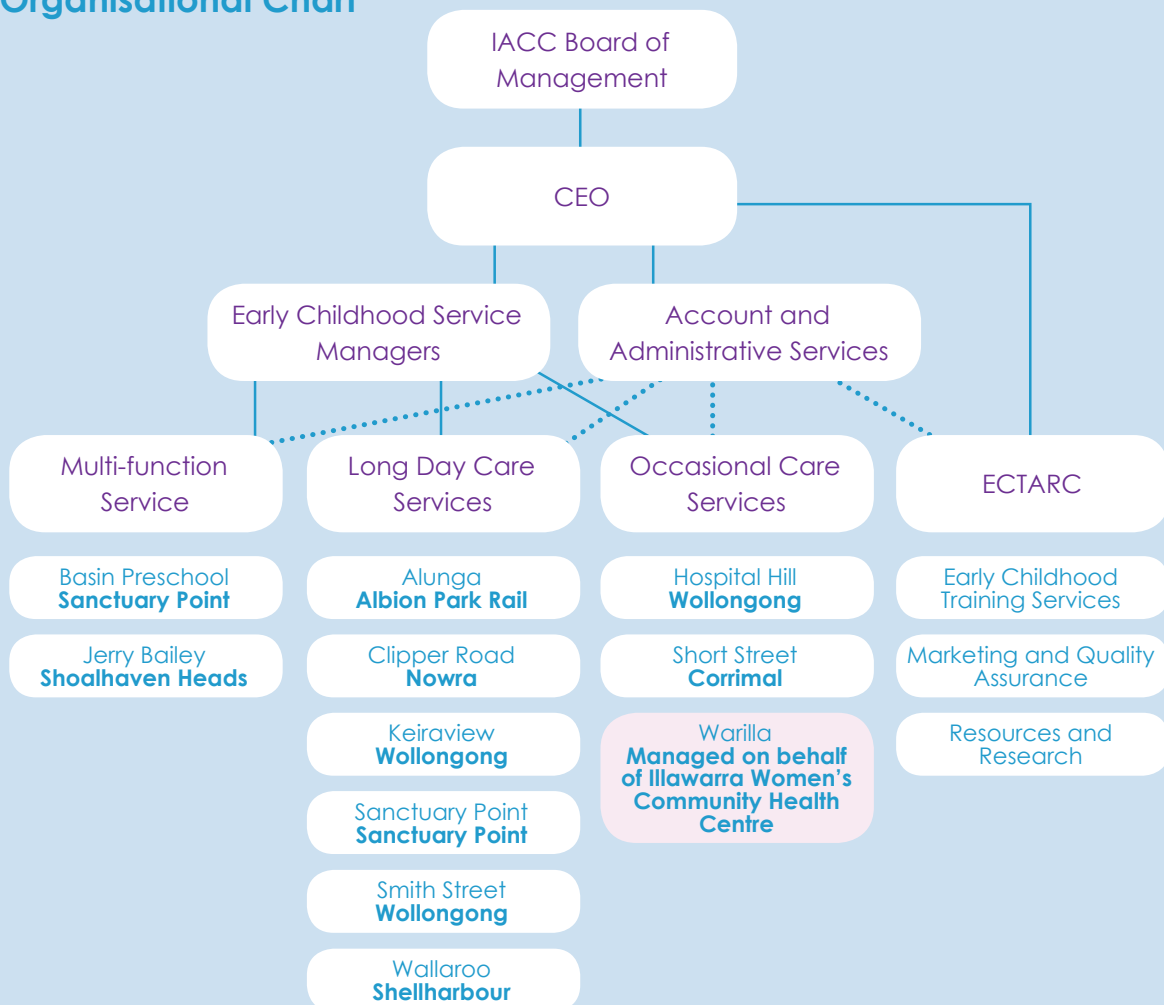 Organisational Chart
IACC Board of
Management
CEO
Early Childhood Service
Managers
Account and
Administrative Services
Multi-function
Service
Long Day Care
Services
Occasional Care
Services
ECTARC
Basin Preschool
Sanctuary Point
Jerry Bailey
Shoalhaven Heads
Alunga
Albion Park Rail
Clipper Road
Nowra
Keiraview
Wollongong
Sanctuary Point
Sanctuary Point
Smith Street
Wollongong
Wallaroo
Shellharbour
Hospital Hill
Wollongong
Short Street
Corrimal
Warilla
Managed on behalf
of Illawarra Women's
Community Health
Centre
Early Childhood
Training Services
Marketing and Quality
Assurance
Resources and
Research